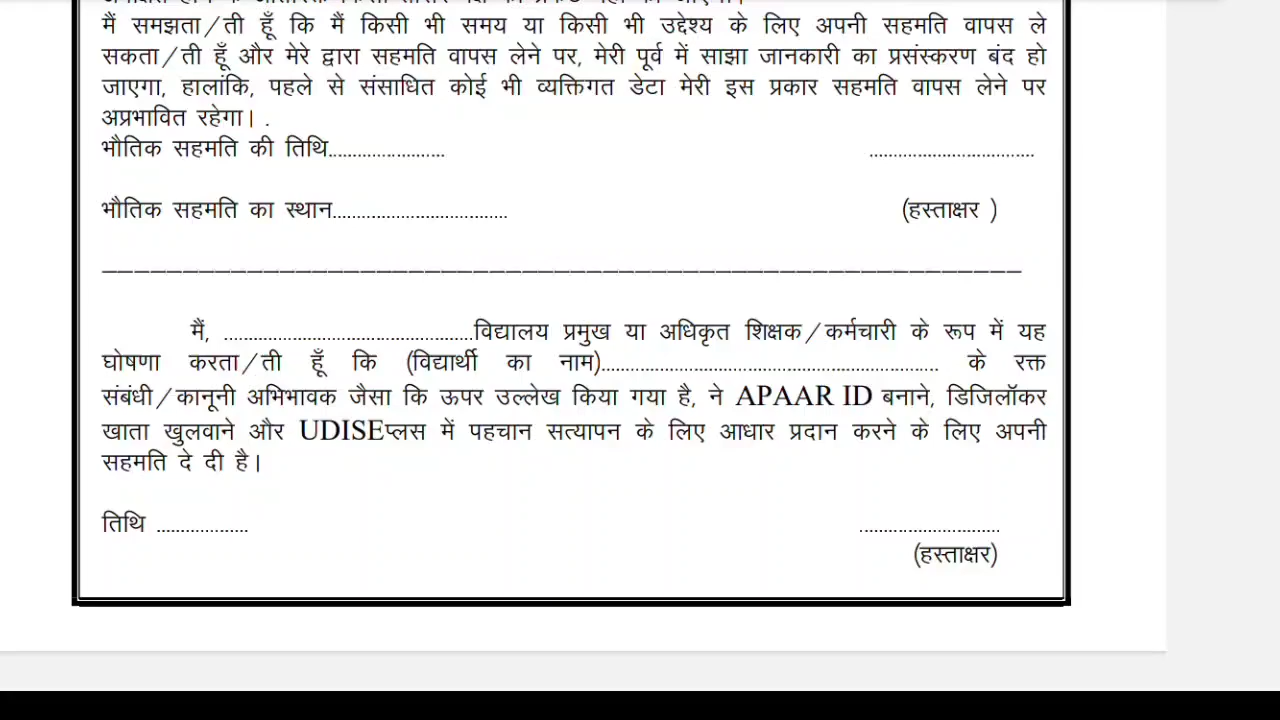 मैं समझता/ती हूँ कि मैं किसी भी समय या किसी भी उद्देश्य के लिए अपनी सहमति वापस ले
सकता/ती हूँ और मेरे द्वारा सहमति वापस लेने पर, मेरी पूर्व में साझा जानकारी का प्रसंस्करण बंद हो
जाएगा, हालांकि, पहले से संसाधित कोई भी व्यक्तिगत डेटा मेरी इस प्रकार सहमति वापस लेने पर
अप्रभावित रहेगा। .
भौतिक सहमति की तिथि........................ ..................................
भौतिक सहमति का स्थान.................................... (हस्ताक्षर )
__________________________________________________________
मैं, ...................................................विद्यालय प्रमुख या अधिकृत शिक्षक/कर्मचारी के रूप में यह
घोषणा करता/ती हूँ कि (विद्यार्थी का नाम)..................................................................... के रक्त
संबंधी/कानूनी अभिभावक जैसा कि ऊपर उल्लेख किया गया है, ने APAAR ID बनाने, डिजिलॉकर
खाता खुलवाने और UDISEप्लस में पहचान सत्यापन के लिए आधार प्रदान करने के लिए अपनी
सहमति दे दी है।
तिथि ................... .............................
(हस्ताक्षर)